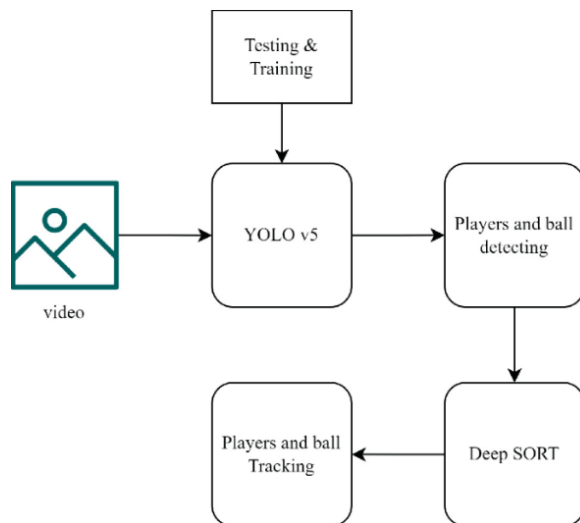 Testing &
Training
YOLO v5
Players and ball
detecting
video
Players and ball
Tracking
Deep SORT